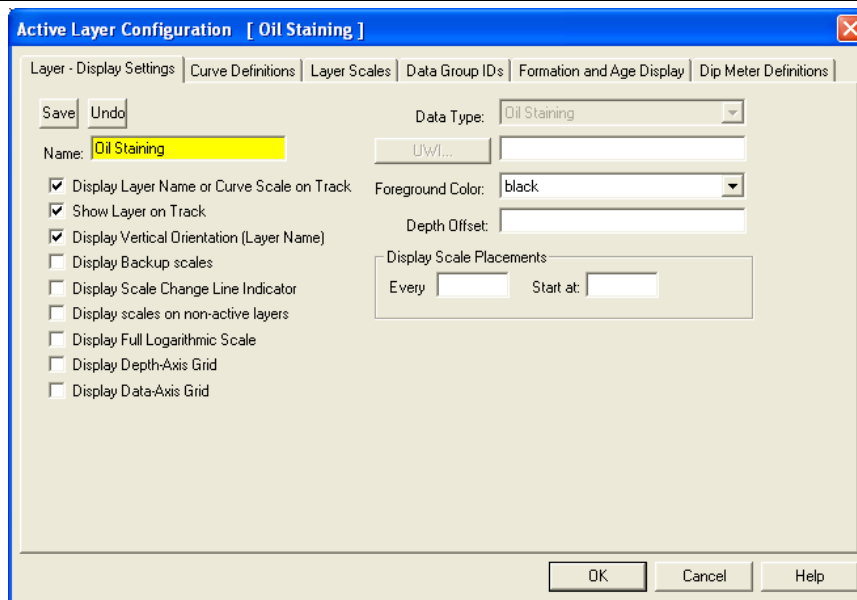 Active Layer Configuration [ Oil Staining ]
Layer - Display Settings Curve Definitions Layer Scales Data Group IDs Formation and Age Display Dip Meter Definitions
Save Undo
Name: Oil Staining
Display Layer Name or Curve Scale on Track
Show Layer on Track
Display Vertical Orientation (Layer Name)
Display Backup scales
Display Scale Change Line Indicator
Display scales on non-active layers
Display Full Logarithmic Scale
Display Depth-Axis Grid
Display Data-Axis Grid
Data Type: Oil Staining
UWI...
Foreground Color: black
Depth Offset:
Display Scale Placements
Every Start at:
OK Cancel Help